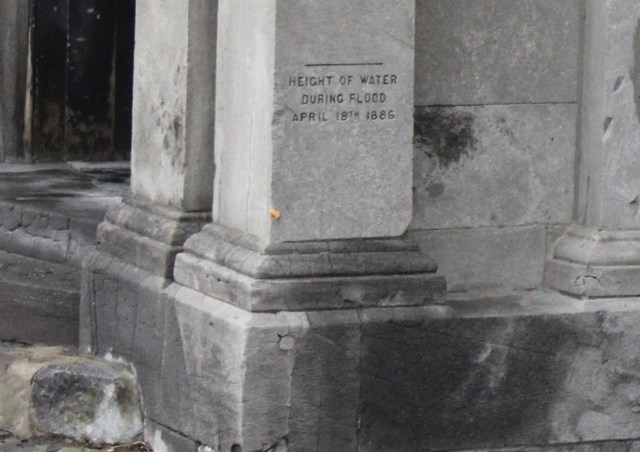 HEIGHT OF WATER
DURING FLOOD
APRIL 18TH 1886